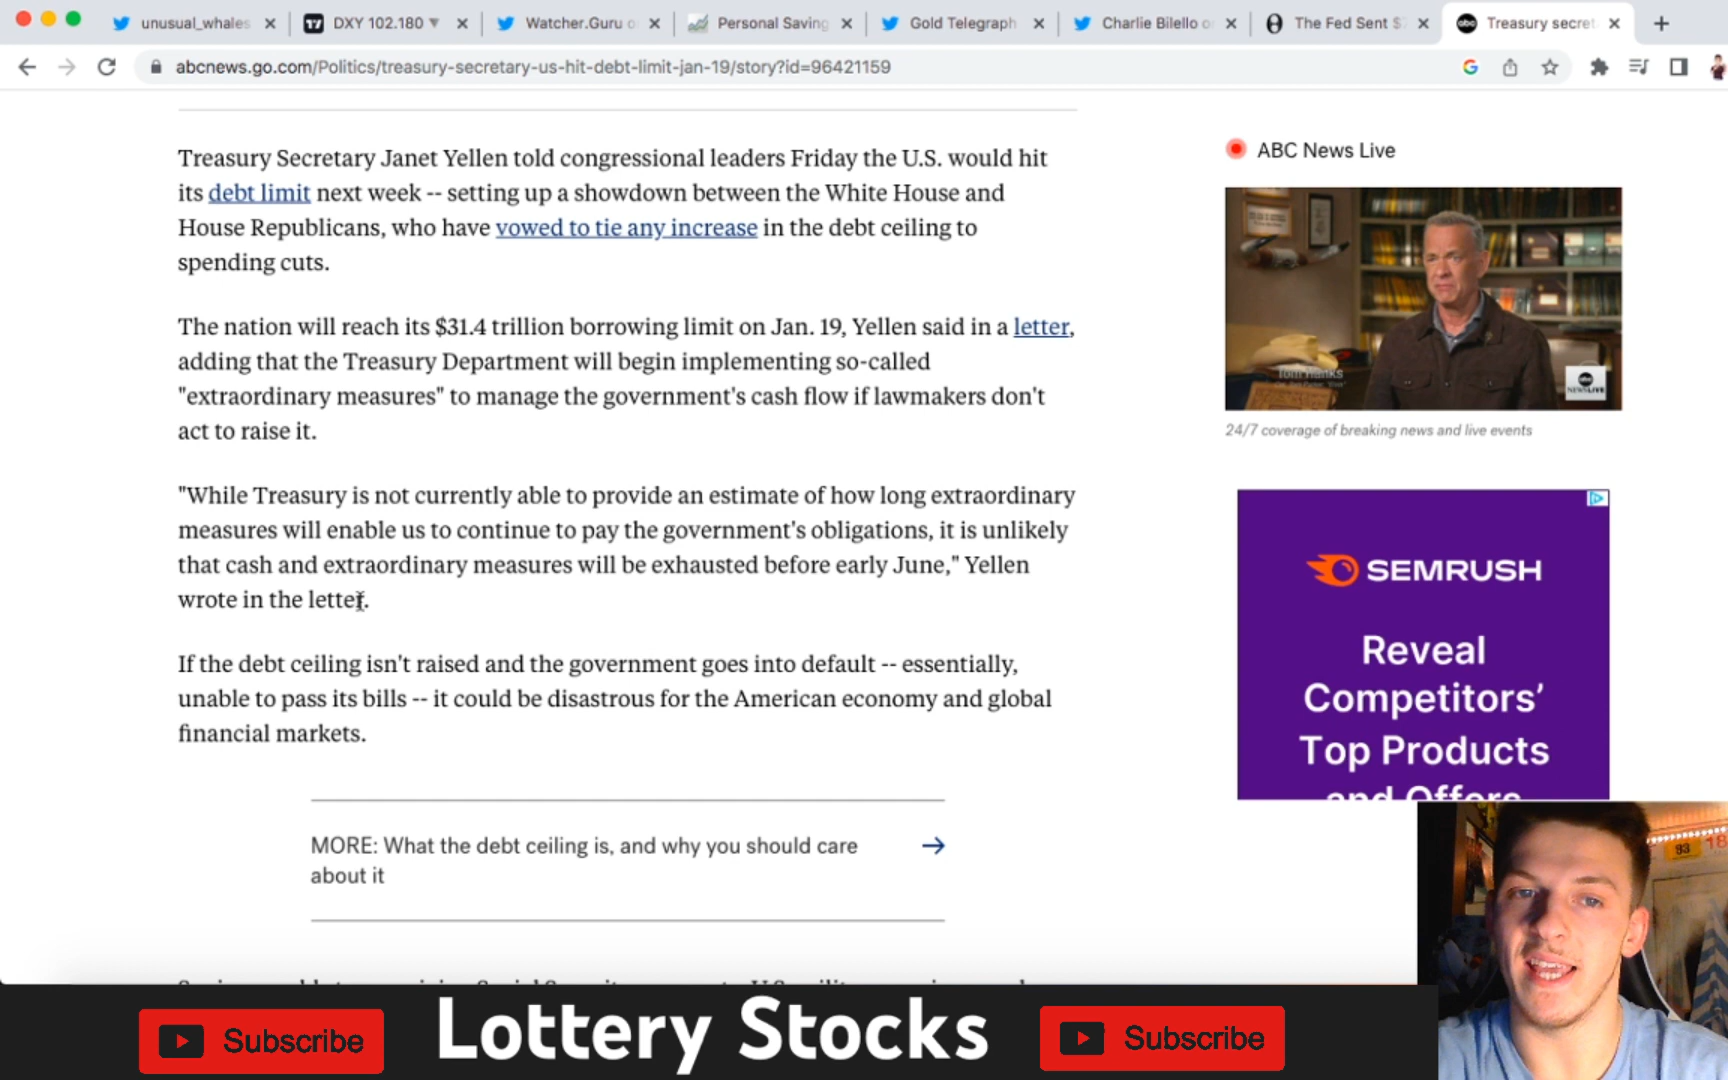 unusual_whales
DXY 102.180
Watcher.Guru o
Personal Saving
Gold Telegraph
Charlie Bilello o
The Fed Sent $
Treasury secret
abcnews.go.com/Politics/treasury-secretary-us-hit-debt-limit-jan-19/story?id=96421159
Treasury Secretary Janet Yellen told congressional leaders Friday the U.S. would hit
its debt limit next week -- setting up a showdown between the White House and
House Republicans, who have vowed to tie any increase in the debt ceiling to
spending cuts.
The nation will reach its $31.4 trillion borrowing limit on Jan. 19, Yellen said in a letter,
adding that the Treasury Department will begin implementing so-called
"extraordinary measures" to manage the government's cash flow if lawmakers don't
act to raise it.
"While Treasury is not currently able to provide an estimate of how long extraordinary
measures will enable us to continue to pay the government's obligations, it is unlikely
that cash and extraordinary measures will be exhausted before early June," Yellen
wrote in the letter.
If the debt ceiling isn't raised and the government goes into default -- essentially,
unable to pass its bills -- it could be disastrous for the American economy and global
financial markets.
MORE: What the debt ceiling is, and why you should care
about it
ABC News Live
Tom Hanks
abc
NEWS LIVE
24/7 coverage of breaking news and live events
SEMRUSH
Reveal
Competitors'
Top Products
and Offers
93
18
Subscribe
Lottery Stocks
Subscribe